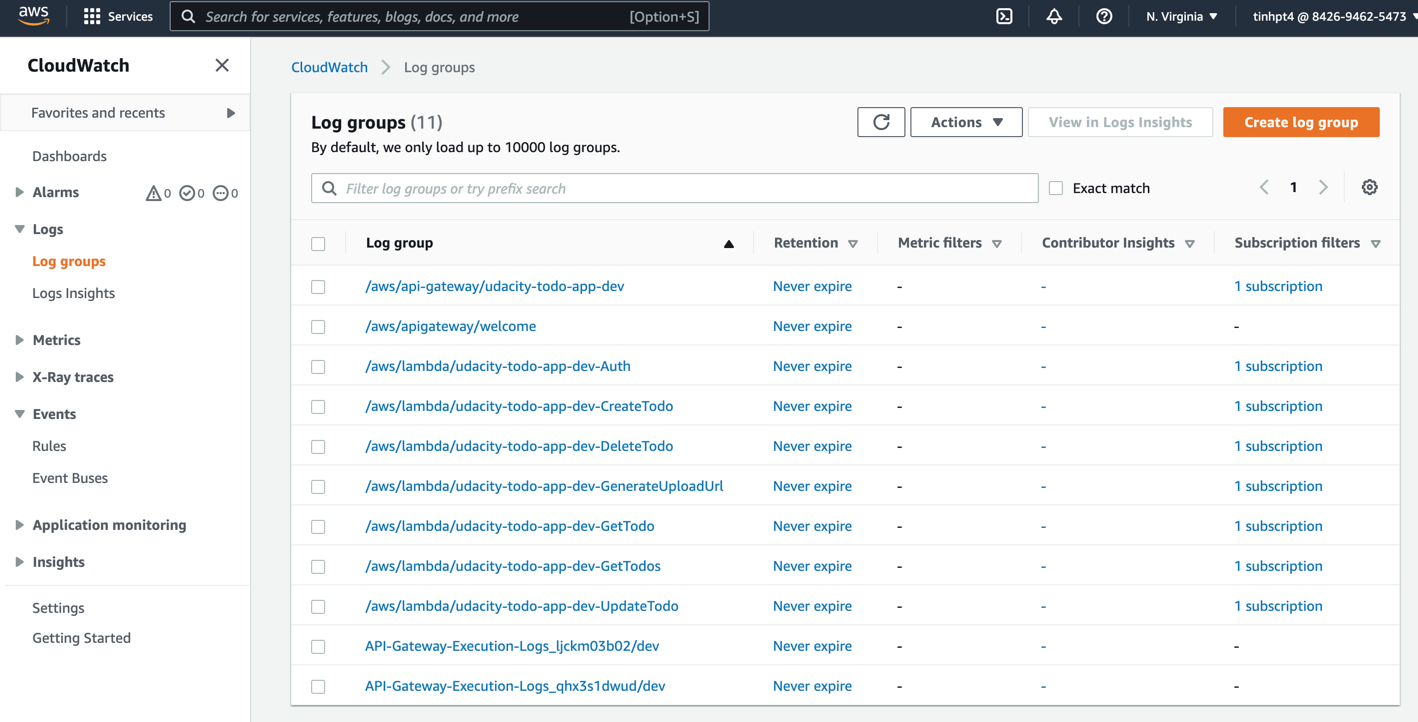 aws
Services
Search for services, features, blogs, docs, and more
[Option+S]
N. Virginia
tinhpt4 @ 8426-9462-5473
CloudWatch
Favorites and recents
Dashboards
Alarms
0
0
0
Logs
Log groups
Logs Insights
Metrics
X-Ray traces
Events
Rules
Event Buses
Application monitoring
Insights
Settings
Getting Started
CloudWatch
Log groups
Log groups (11)
By default, we only load up to 10000 log groups.
Actions
View in Logs Insights
Create log group
Filter log groups or try prefix search
Exact match
1
Log group Retention Metric filters Contributor Insights Subscription filters
/aws/api-gateway/udacity-todo-app-dev Never expire - - 1 subscription
/aws/apigateway/welcome Never expire - - -
/aws/lambda/udacity-todo-app-dev-Auth Never expire - - 1 subscription
/aws/lambda/udacity-todo-app-dev-CreateTodo Never expire - - 1 subscription
/aws/lambda/udacity-todo-app-dev-DeleteTodo Never expire - - 1 subscription
/aws/lambda/udacity-todo-app-dev-GenerateUploadUrl Never expire - - 1 subscription
/aws/lambda/udacity-todo-app-dev-GetTodo Never expire - - 1 subscription
/aws/lambda/udacity-todo-app-dev-GetTodos Never expire - - 1 subscription
/aws/lambda/udacity-todo-app-dev-UpdateTodo Never expire - - 1 subscription
API-Gateway-Execution-Logs_ljckm03b02/dev Never expire - - -
API-Gateway-Execution-Logs_qhx3s1dwud/dev Never expire - - -